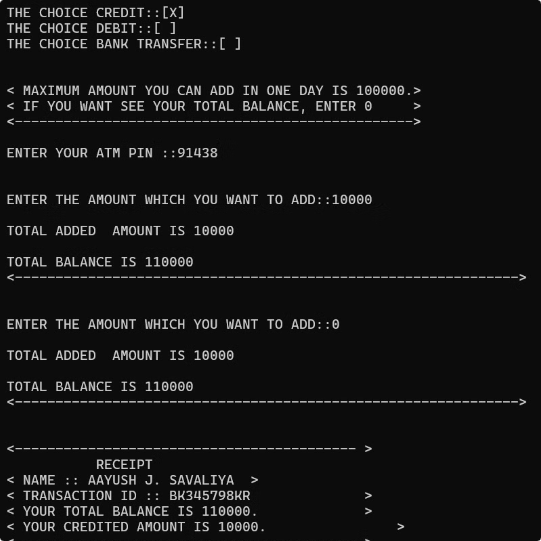 THE CHOICE CREDIT::[X]
THE CHOICE DEBIT::[ ]
THE CHOICE BANK TRANSFER::[ ]
< MAXIMUM AMOUNT YOU CAN ADD IN ONE DAY IS 100000.>
< IF YOU WANT SEE YOUR TOTAL BALANCE, ENTER 0     >
<------------------------------------------------->
ENTER YOUR ATM PIN ::91438
ENTER THE AMOUNT WHICH YOU WANT TO ADD::10000
TOTAL ADDED  AMOUNT IS 10000
TOTAL BALANCE IS 110000
<-------------------------------------------------------------->
ENTER THE AMOUNT WHICH YOU WANT TO ADD::0
TOTAL ADDED  AMOUNT IS 10000
TOTAL BALANCE IS 110000
<-------------------------------------------------------------->
<------------------------------------------ >
           RECEIPT
< NAME :: AAYUSH J. SAVALIYA  >
< TRANSACTION ID :: BK345798KR              >
< YOUR TOTAL BALANCE IS 110000.             >
< YOUR CREDITED AMOUNT IS 10000.                >